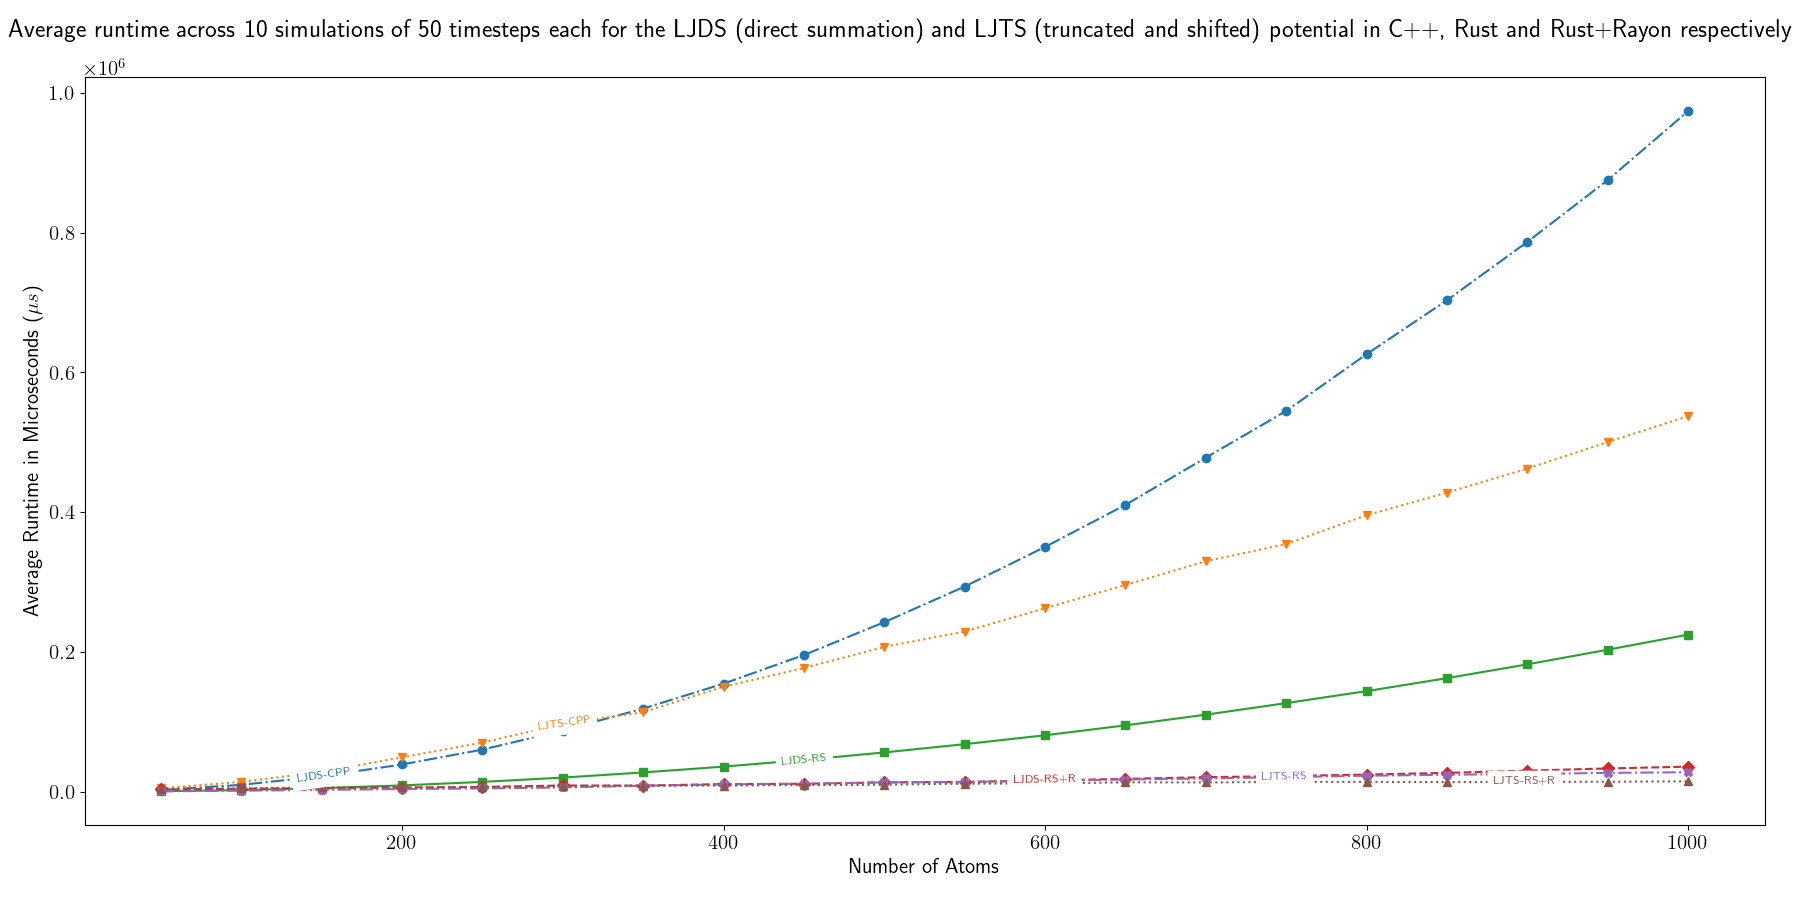 Average runtime across 10 simulations of 50 timesteps each for the LJDS (direct summation) and LJTS (truncated and shifted) potential in C++, Rust and Rust+Rayon respectively
×10⁶
1.0
0.8
0.6
0.4
0.2
0.0
Average Runtime in Microseconds (μs)
LJDS-CPP
LJTS-CPP
LJDS-RS
LJDS-RS+R
LJTS-RS
LJTS-RS+R
200
400
600
800
1000
Number of Atoms